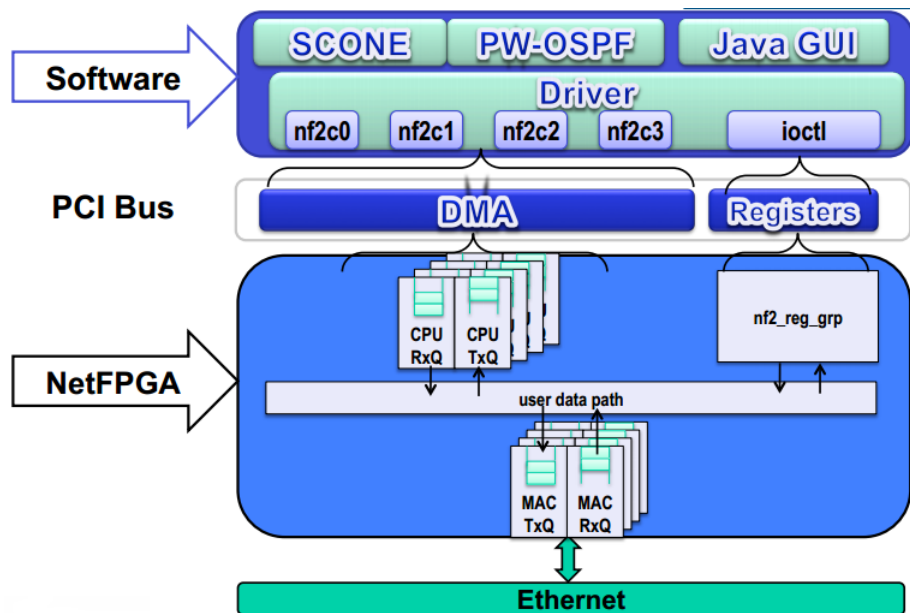 SCONE
PW-OSPF
Java GUI
Software
Driver
nf2c0
nf2c1
nf2c2
nf2c3
ioctl
PCI Bus
DMA
Registers
CPU
RxQ
CPU
TxQ
nf2_reg_grp
NetFPGA
user data path
MAC
TxQ
MAC
RxQ
Ethernet